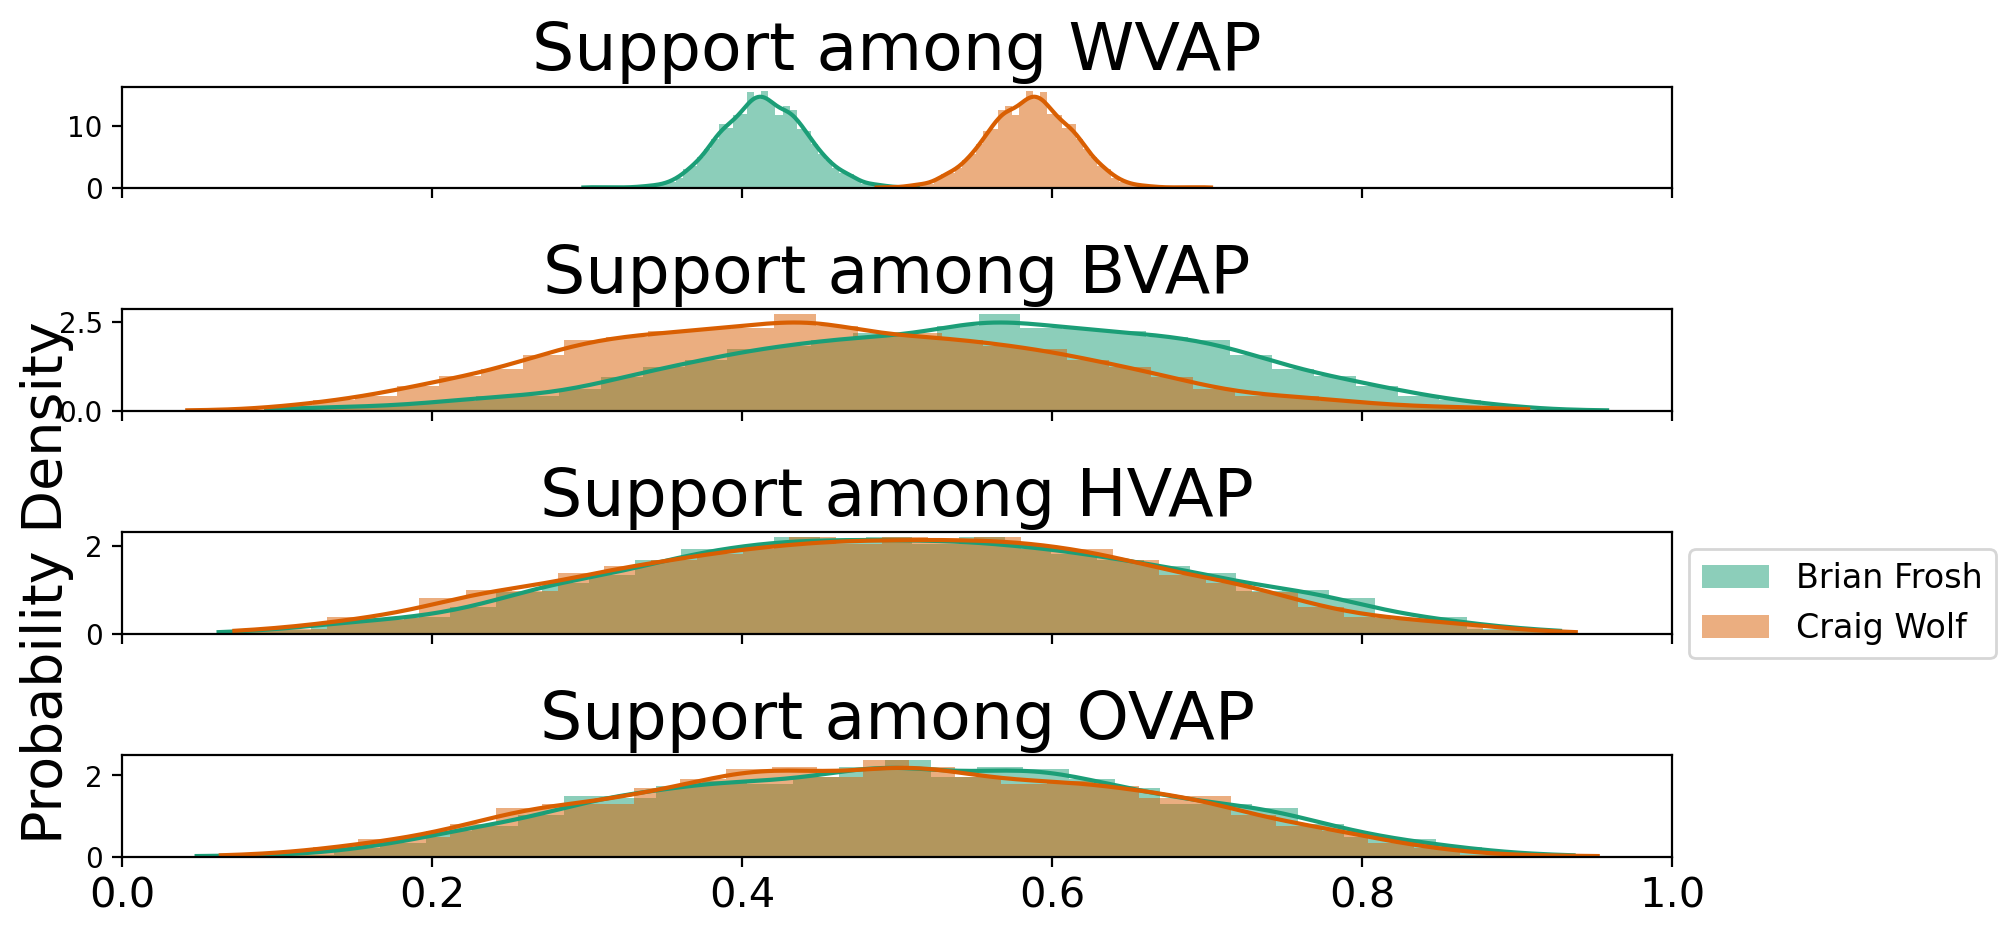 Support among WVAP
10
0
Support among BVAP
2.5
0.0
Support among HVAP
2
0
Support among OVAP
2
0
0.0 0.2 0.4 0.6 0.8 1.0
Probability Density
Brian Frosh
Craig Wolf